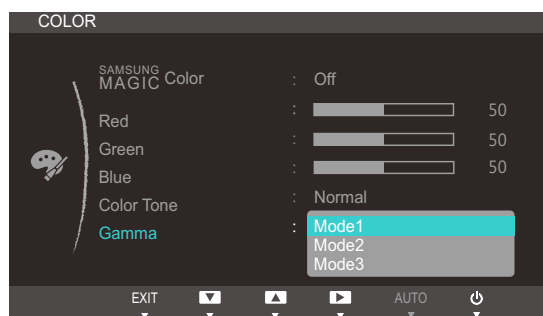 COLOR
SAMSUNG MAGIC Color : Off
Red : 50
Green : 50
Blue : 50
Color Tone : Normal
Gamma : Mode1
Mode2
Mode3
EXIT AUTO